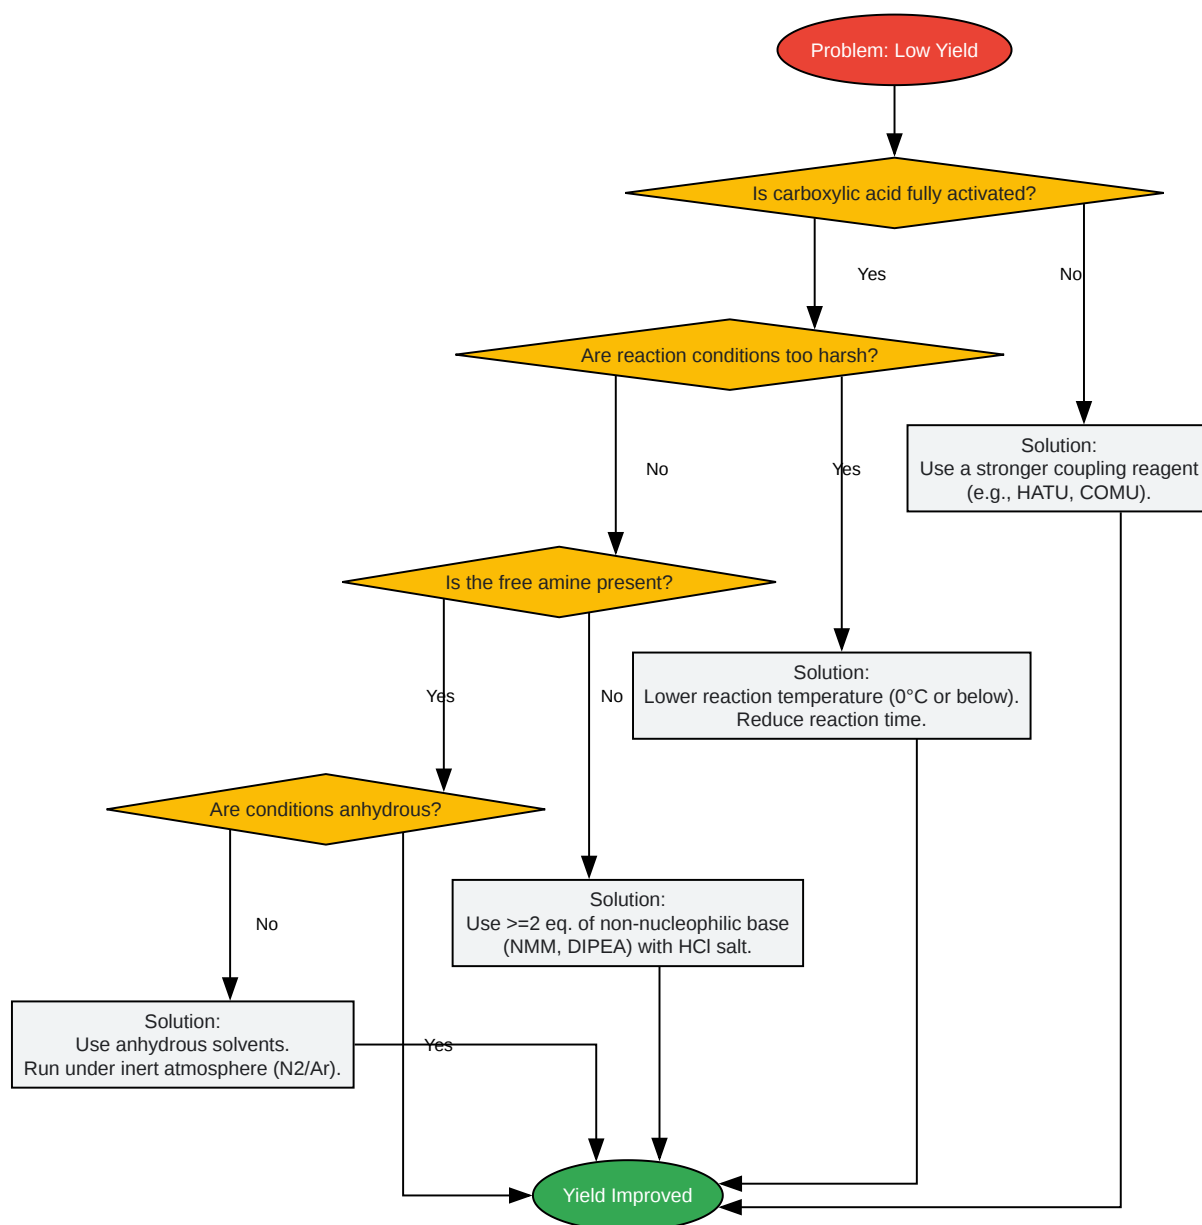 Problem: Low Yield
Is carboxylic acid fully activated?
Yes
No
Are reaction conditions too harsh?
No
Yes
Solution:
Use a stronger coupling reagent
(e.g., HATU, COMU).
Is the free amine present?
Yes
No
Solution:
Lower reaction temperature (0°C or below).
Reduce reaction time.
Are conditions anhydrous?
No
Solution:
Use >=2 eq. of non-nucleophilic base
(NMM, DIPEA) with HCl salt.
Solution:
Use anhydrous solvents.
Run under inert atmosphere (N2/Ar).
Yes
Yield Improved